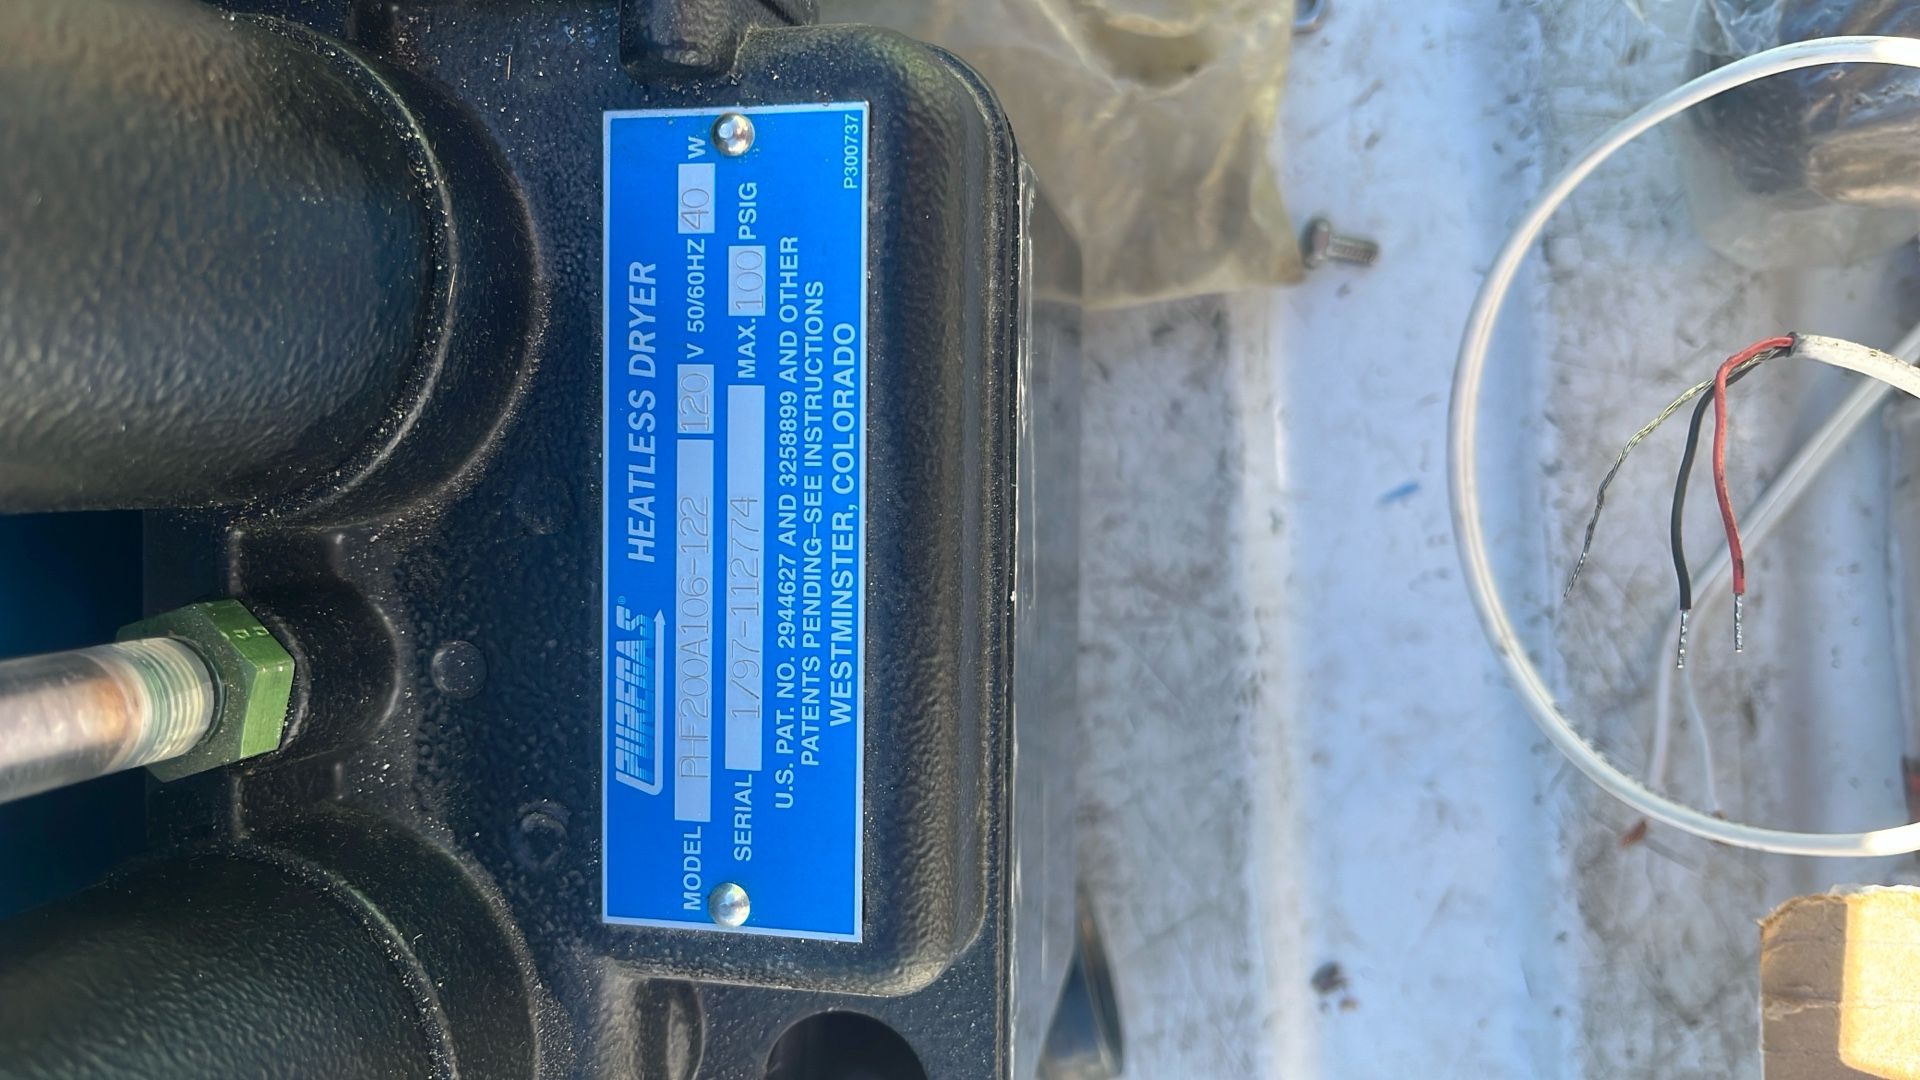 PUREGAS® HEATLESS DRYER
MODEL PHF200A106-122 120 V 50/60HZ 40 W
SERIAL 1/97-112774 MAX. 100 PSIG
U.S. PAT. NO. 2944627 AND 3258899 AND OTHER
PATENTS PENDING–SEE INSTRUCTIONS
WESTMINSTER, COLORADO
P300737